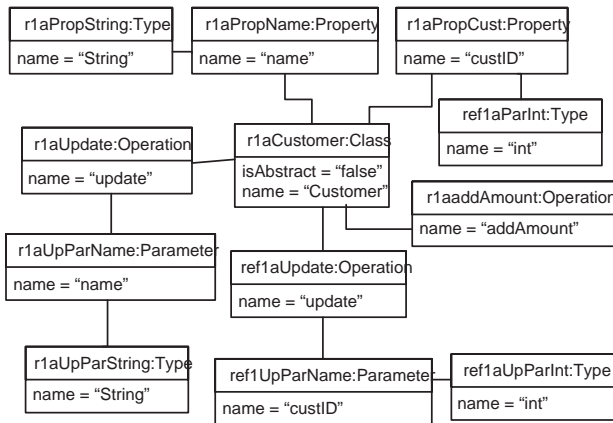 r1aPropString:Type
name = “String”
r1aPropName:Property
name = “name”
r1aPropCust:Property
name = “custID”
ref1aParInt:Type
name = “int”
r1aUpdate:Operation
name = “update”
r1aCustomer:Class
isAbstract = “false”
name = “Customer”
r1aaddAmount:Operation
name = “addAmount”
r1aUpParName:Parameter
name = “name”
ref1aUpdate:Operation
name = “update”
r1aUpParString:Type
name = “String”
ref1UpParName:Parameter
name = “custID”
ref1aUpParInt:Type
name = “int”